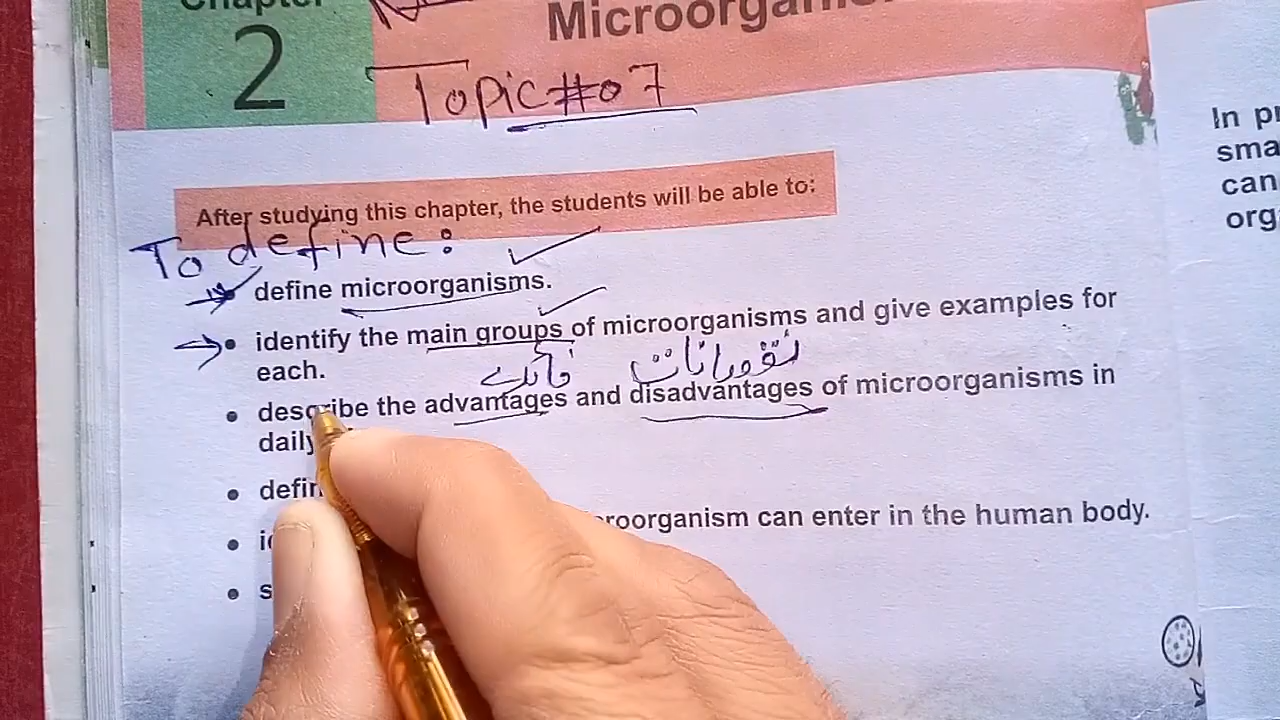 Chapter
2
Microorganis
Topic#07
After studying this chapter, the students will be able to:
To define:
define microorganisms.
identify the main groups of microorganisms and give examples for
each.
فائدے نقصانات
describe the advantages and disadvantages of microorganisms in
daily
defin
roorganism can enter in the human body.
s
In pr
sma
can
org